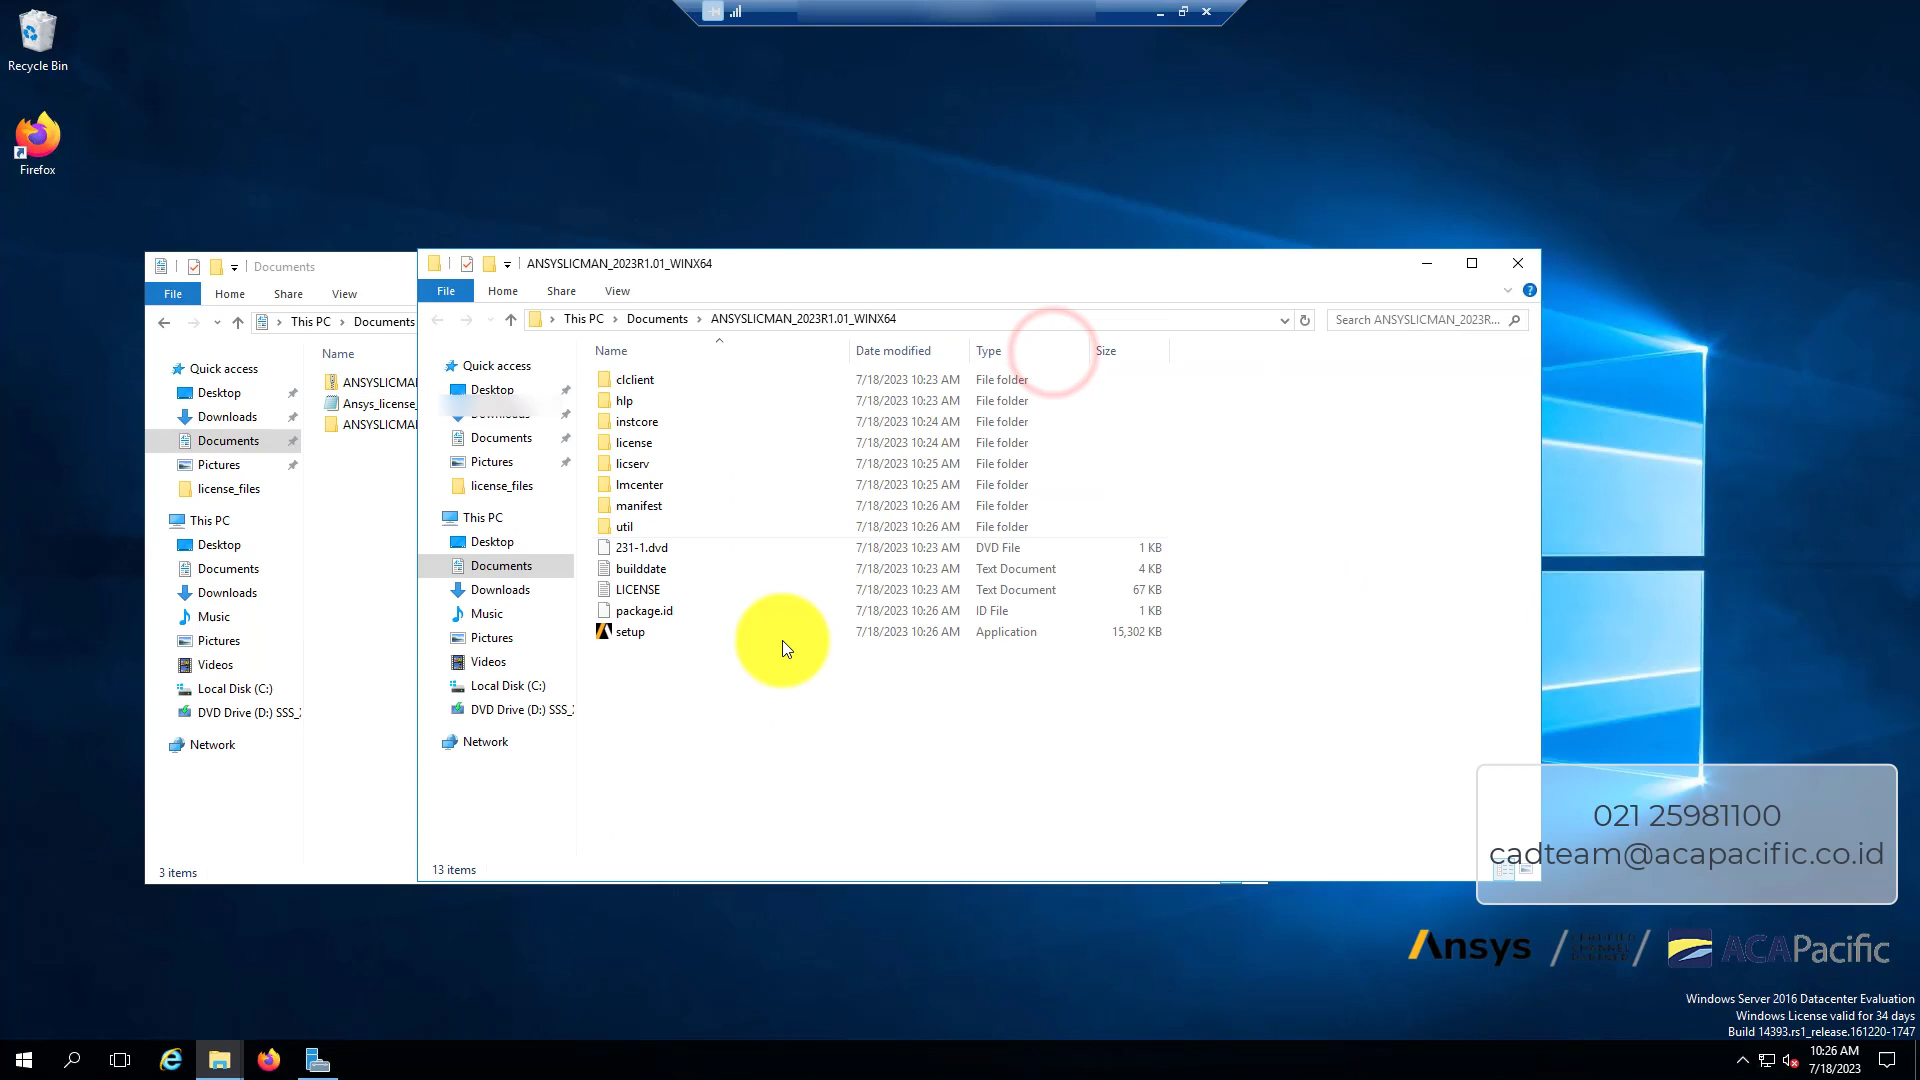 Recycle Bin
Firefox
Documents
File Home Share View
This PC Documents
Name
Quick access
Desktop
Downloads
Documents
Pictures
license_files
This PC
Desktop
Documents
Downloads
Music
Pictures
Videos
Local Disk (C:)
DVD Drive (D:) SSS_
Network
ANSYSLICMA
Ansys_license_
ANSYSLICMA
3 items
ANSYSLICMAN_2023R1.01_WINX64
File Home Share View
This PC Documents ANSYSLICMAN_2023R1.01_WINX64
Search ANSYSLICMAN_2023R...
Quick access
Desktop
Downloads
Documents
Pictures
license_files
This PC
Desktop
Documents
Downloads
Music
Pictures
Videos
Local Disk (C:)
DVD Drive (D:) SSS_
Network
Name Date modified Type Size
clclient 7/18/2023 10:23 AM File folder
hlp 7/18/2023 10:23 AM File folder
instcore 7/18/2023 10:24 AM File folder
license 7/18/2023 10:24 AM File folder
licserv 7/18/2023 10:25 AM File folder
lmcenter 7/18/2023 10:25 AM File folder
manifest 7/18/2023 10:26 AM File folder
util 7/18/2023 10:26 AM File folder
231-1.dvd 7/18/2023 10:23 AM DVD File 1 KB
builddate 7/18/2023 10:23 AM Text Document 4 KB
LICENSE 7/18/2023 10:23 AM Text Document 67 KB
package.id 7/18/2023 10:26 AM ID File 1 KB
setup 7/18/2023 10:26 AM Application 15,302 KB
13 items
021 25981100
cadteam@acapacific.co.id
Ansys
ACAPacific
Windows Server 2016 Datacenter Evaluation
Windows License valid for 34 days
Build 14393.rs1_release.161220-1747
10:26 AM
7/18/2023